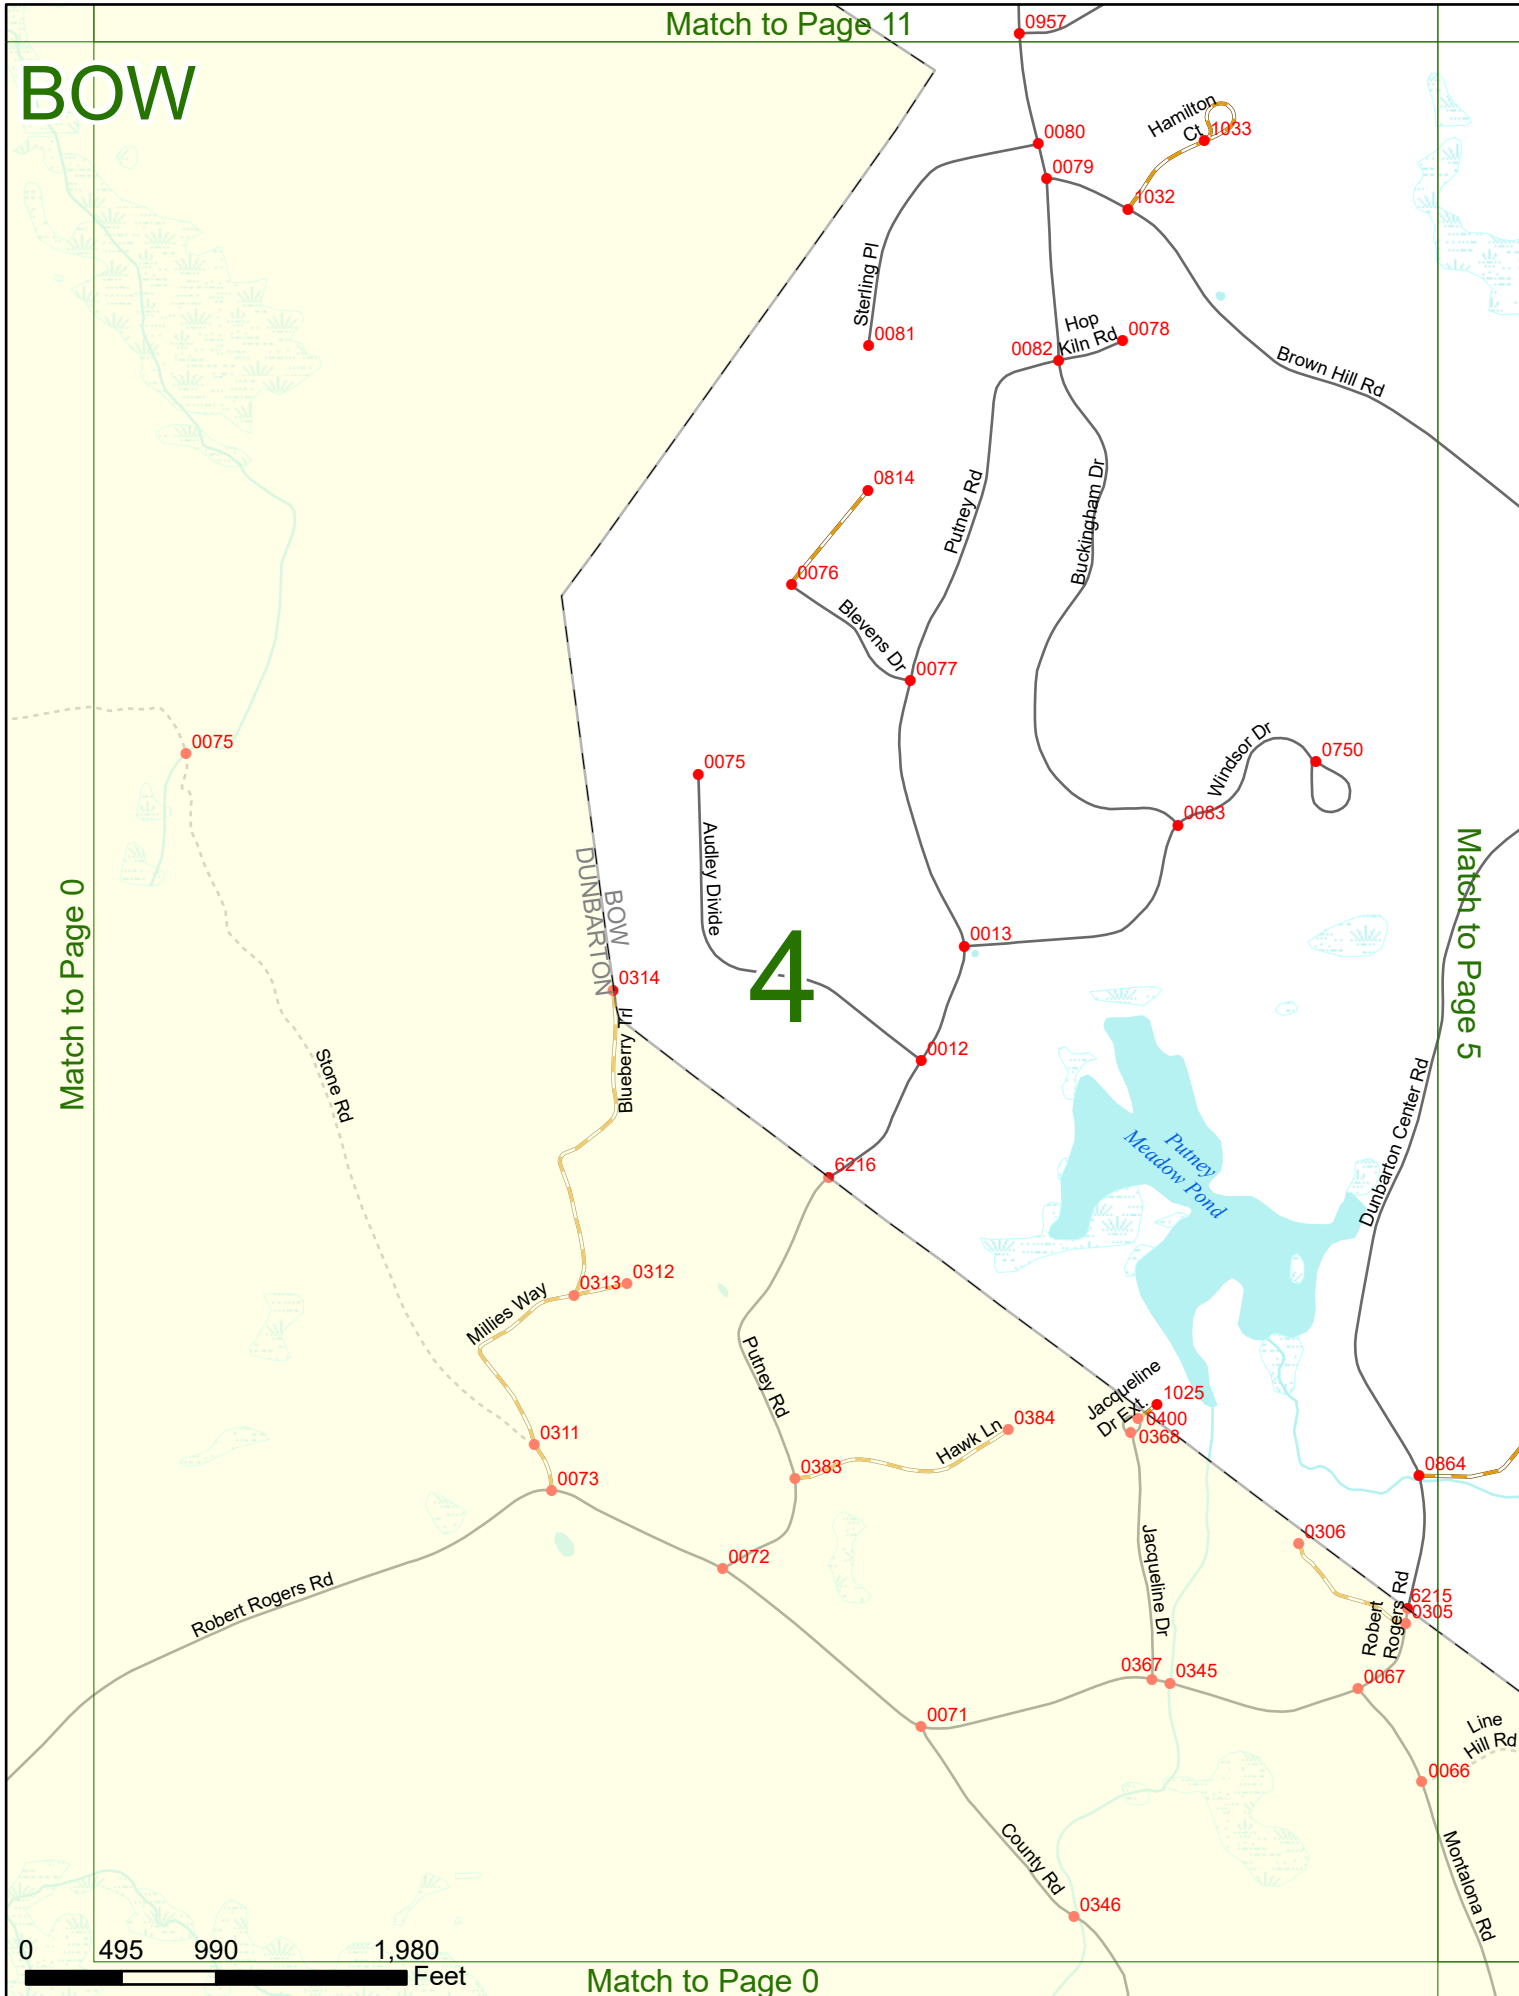 Match to Page 11
BOW
0957
0080
0079
Hamilton
Ct
1033
1032
Sterling Pl
0081
Hop
Kiln Rd
0078
0082
Brown Hill Rd
0814
Putney Rd
Buckingham Dr
0076
Blevens Dr
0077
0075
0075
Audley Divide
Windsor Dr
0750
0083
Match to Page 0
Match to Page 5
BOW
DUNBARTON
4
0013
0314
Blueberry Trl
Stone Rd
0012
Putney
Meadow Pond
Dunbarton Center Rd
6216
0313
0312
Millies Way
Putney Rd
Jacqueline
Dr Ext.
1025
0400
0368
0384
Hawk Ln
0383
0311
0073
0864
0072
0306
Jacqueline Dr
Robert Rogers Rd
6215
0305
Robert
Rogers Rd
0367
0345
0067
0071
Line
Hill Rd
0066
County Rd
Montalona Rd
0346
0
495
990
1,980
Feet
Match to Page 0